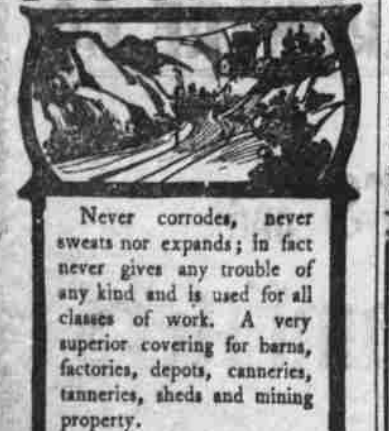 Never corrodes, never
sweats nor expands; in fact
never gives any trouble of
any kind and is used for all
classes of work. A very
superior covering for barns,
factories, depots, canneries,
tanneries, sheds and mining
property.